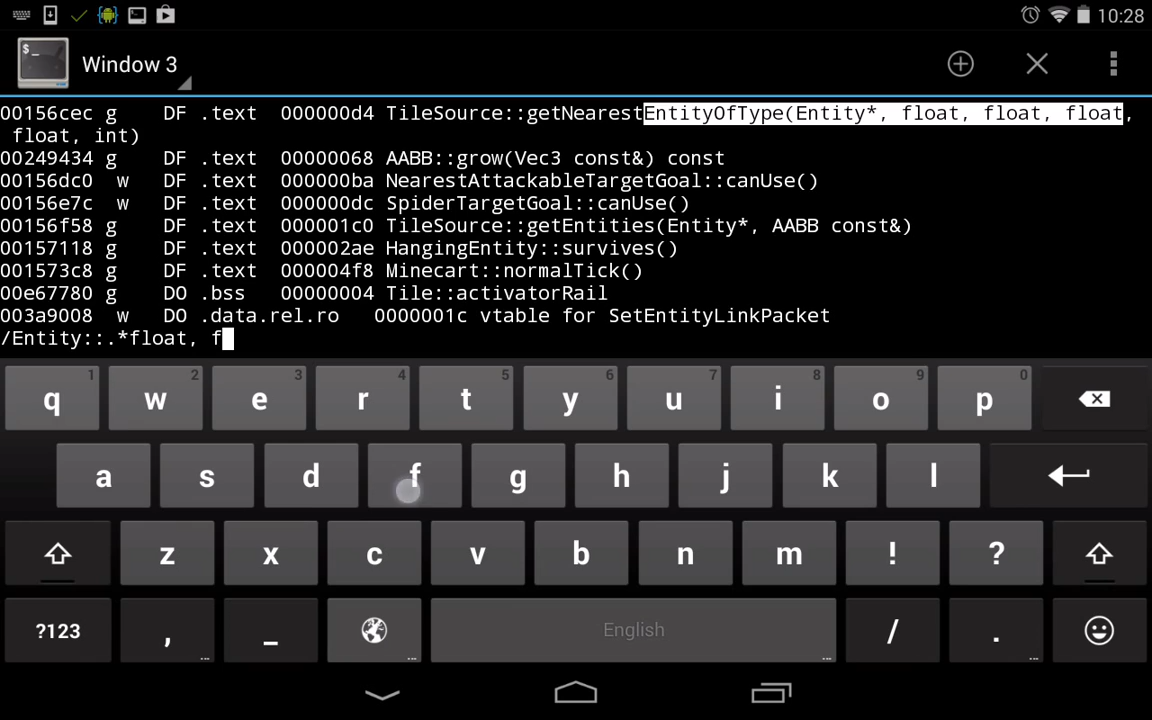 10:28
$_ Window 3
00156cec g    DF .text  000000d4 TileSource::getNearestEntityOfType(Entity*, float, float, float,
 float, int)
00249434 g    DF .text  00000068 AABB::grow(Vec3 const&) const
00156dc0  w   DF .text  000000ba NearestAttackableTargetGoal::canUse()
00156e7c  w   DF .text  000000dc SpiderTargetGoal::canUse()
00156f58 g    DF .text  000001c0 TileSource::getEntities(Entity*, AABB const&)
00157118 g    DF .text  000002ae HangingEntity::survives()
001573c8 g    DF .text  000004f8 Minecart::normalTick()
00e67780 g    DO .bss   00000004 Tile::activatorRail
003a9008  w   DO .data.rel.ro   0000001c vtable for SetEntityLinkPacket
/Entity::.*float, f
q 1 w 2 e 3 r 4 t 5 y 6 u 7 i 8 o 9 p 0
a s d f g h j k l
z x c v b n m ! ?
?123 , ... _ ... English ... / . ...